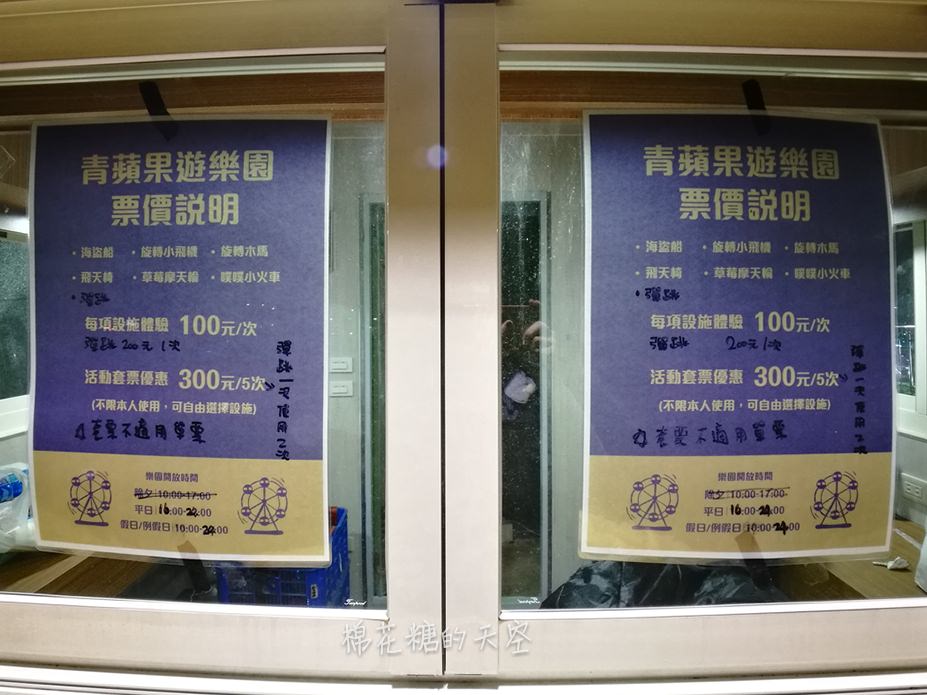 青蘋果遊樂園
票價説明
・海盜船 ・旋轉小飛機 ・旋轉木馬
・飛天椅 ・草莓摩天輪 ・噗噗小火車
・彈跳
每項設施體驗 100元/次
彈跳 200元/次
活動套票優惠 300元/5次
彈跳一次使用2次
(不限本人使用，可自由選擇設施)
套票不適用單票
樂園開放時間
除夕 10:00-17:00
平日 16:00-24:00
假日/例假日 10:00-24:00
青蘋果遊樂園
票價説明
・海盜船 ・旋轉小飛機 ・旋轉木馬
・飛天椅 ・草莓摩天輪 ・噗噗小火車
・彈跳
每項設施體驗 100元/次
彈跳 200元/次
活動套票優惠 300元/5次
彈跳一次使用2次
(不限本人使用，可自由選擇設施)
套票不適用單票
樂園開放時間
除夕 10:00-17:00
平日 16:00-24:00
假日/例假日 10:00-24:00
棉花糖的天空